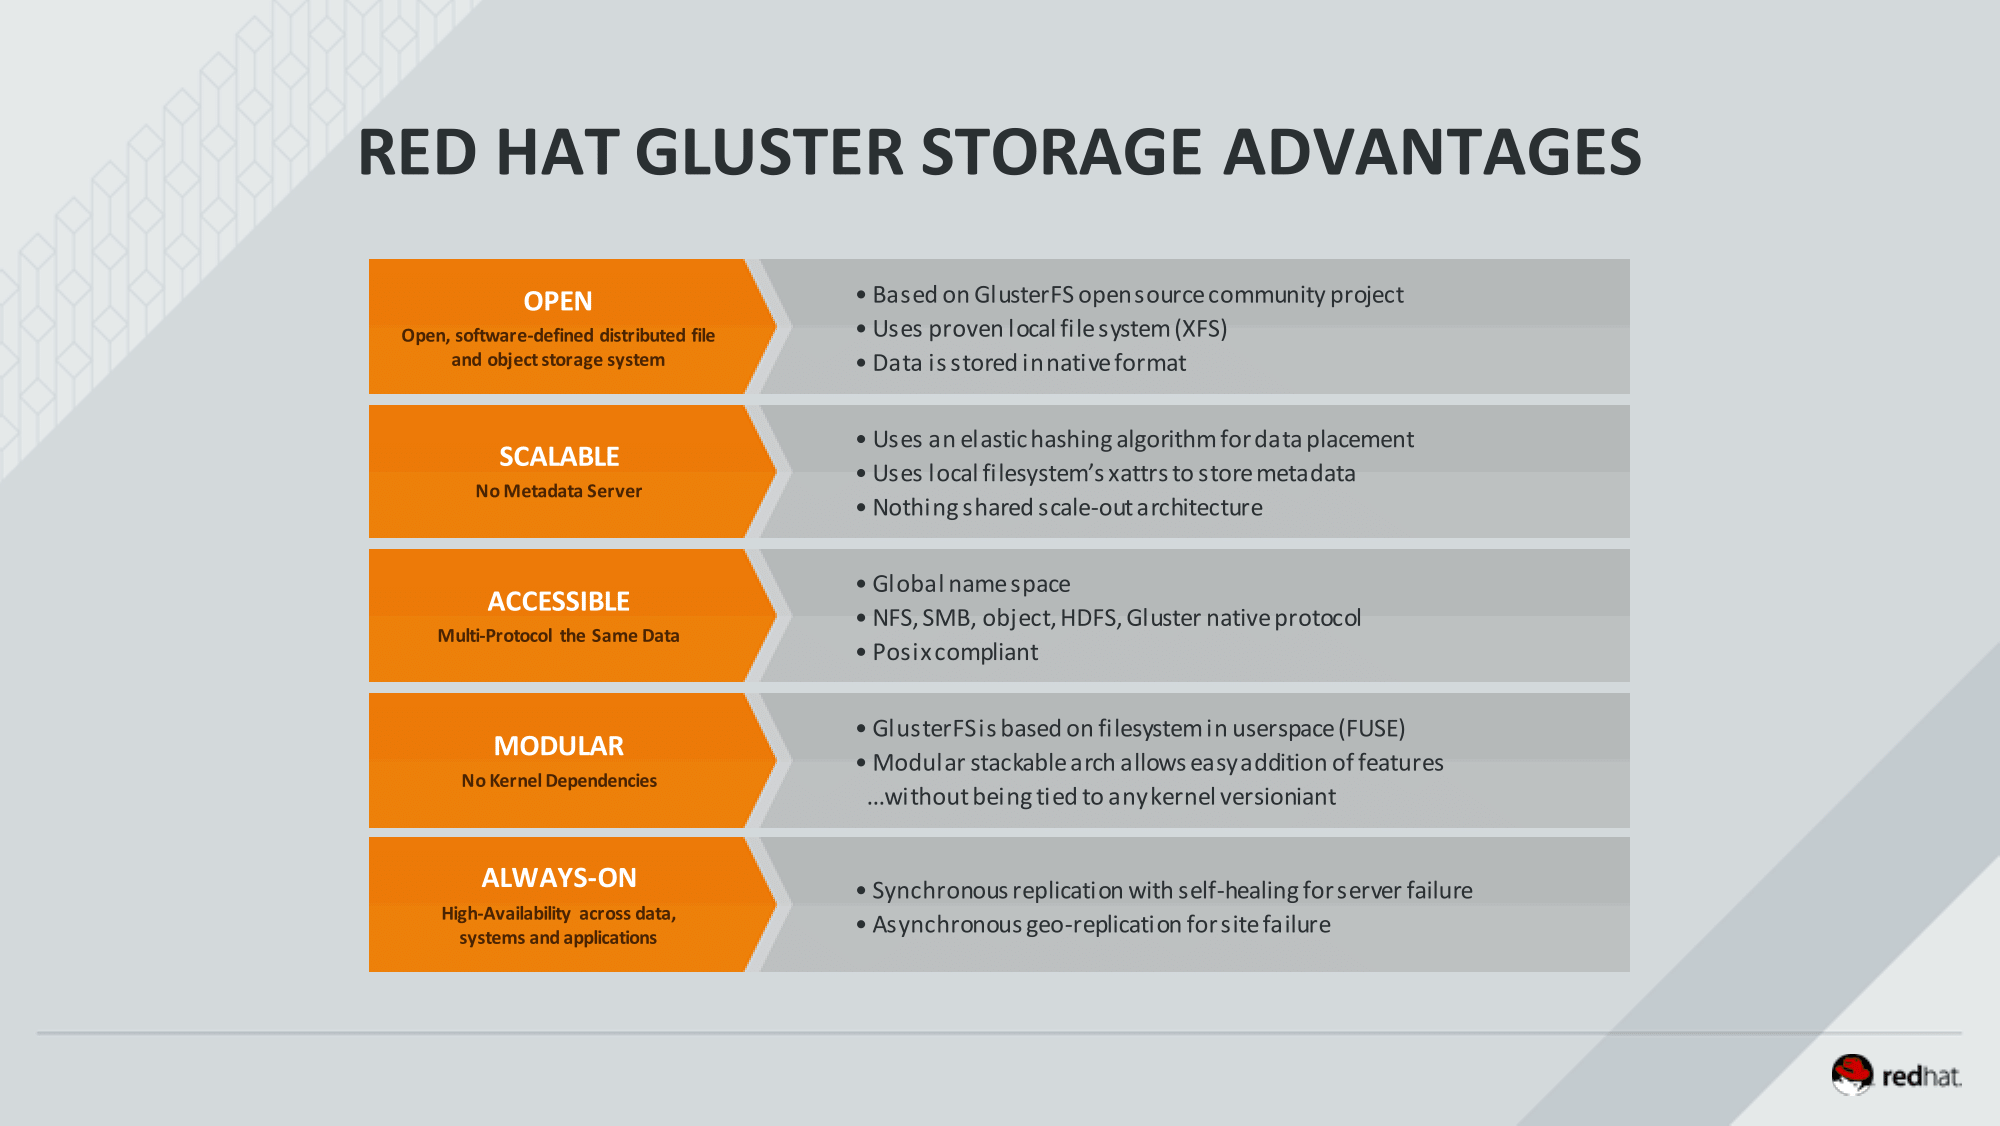 RED HAT GLUSTER STORAGE ADVANTAGES
OPEN
Open, software-defined distributed file
and object storage system
• Based on GlusterFS open source community project
• Uses proven local file system (XFS)
• Data is stored in native format
SCALABLE
No Metadata Server
• Uses an elastic hashing algorithm for data placement
• Uses local filesystem’s xattrs to store metadata
• Nothing shared scale-out architecture
ACCESSIBLE
Multi-Protocol the Same Data
• Global name space
• NFS, SMB, object, HDFS, Gluster native protocol
• Posix compliant
MODULAR
No Kernel Dependencies
• GlusterFS is based on filesystem in userspace (FUSE)
• Modular stackable arch allows easy addition of features
...without being tied to any kernel versioniant
ALWAYS-ON
High-Availability across data,
systems and applications
• Synchronous replication with self-healing for server failure
• Asynchronous geo-replication for site failure
redhat.